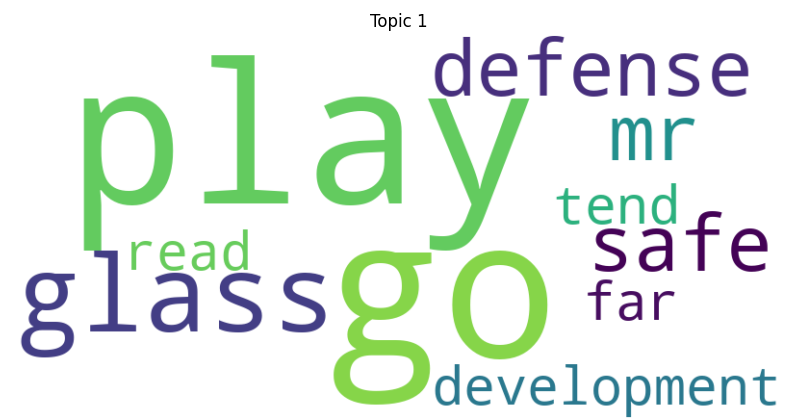 Topic 1
play
defense
mr
tend
read
safe
glass
go
far
development